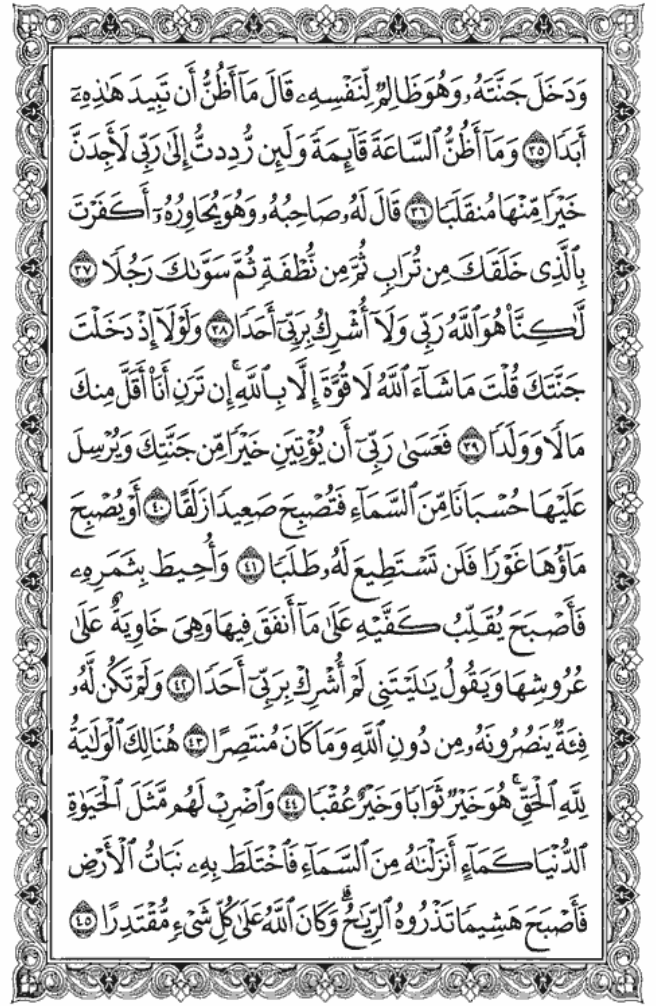 وَدَخَلَ جَنَّتَهُۥ وَهُوَ ظَالِمٌ لِّنَفْسِهِۦ قَالَ مَآ أَظُنُّ أَن تَبِيدَ هَٰذِهِۦٓ
أَبَدًا ٣٥ وَمَآ أَظُنُّ ٱلسَّاعَةَ قَآئِمَةً وَلَئِن رُّدِدتُّ إِلَىٰ رَبِّى لَأَجِدَنَّ
خَيْرًا مِّنْهَا مُنقَلَبًا ٣٦ قَالَ لَهُۥ صَاحِبُهُۥ وَهُوَ يُحَاوِرُهُۥٓ أَكَفَرْتَ
بِٱلَّذِى خَلَقَكَ مِن تُرَابٍ ثُمَّ مِن نُّطْفَةٍ ثُمَّ سَوَّىٰكَ رَجُلًا ٣٧
لَّٰكِنَّا۠ هُوَ ٱللَّهُ رَبِّى وَلَآ أُشْرِكُ بِرَبِّىٓ أَحَدًا ٣٨ وَلَوْلَآ إِذْ دَخَلْتَ
جَنَّتَكَ قُلْتَ مَا شَآءَ ٱللَّهُ لَا قُوَّةَ إِلَّا بِٱللَّهِ ۚ إِن تَرَنِ أَنَا۠ أَقَلَّ مِنكَ
مَالًا وَوَلَدًا ٣٩ فَعَسَىٰ رَبِّىٓ أَن يُؤْتِيَنِ خَيْرًا مِّن جَنَّتِكَ وَيُرْسِلَ
عَلَيْهَا حُسْبَانًا مِّنَ ٱلسَّمَآءِ فَتُصْبِحَ صَعِيدًا زَلَقًا ٤٠ أَوْ يُصْبِحَ
مَآؤُهَا غَوْرًا فَلَن تَسْتَطِيعَ لَهُۥ طَلَبًا ٤١ وَأُحِيطَ بِثَمَرِهِۦ
فَأَصْبَحَ يُقَلِّبُ كَفَّيْهِ عَلَىٰ مَآ أَنفَقَ فِيهَا وَهِىَ خَاوِيَةٌ عَلَىٰ
عُرُوشِهَا وَيَقُولُ يَٰلَيْتَنِى لَمْ أُشْرِكْ بِرَبِّىٓ أَحَدًا ٤٢ وَلَمْ تَكُن لَّهُۥ
فِئَةٌ يَنصُرُونَهُۥ مِن دُونِ ٱللَّهِ وَمَا كَانَ مُنتَصِرًا ٤٣ هُنَالِكَ ٱلْوَلَٰيَةُ
لِلَّهِ ٱلْحَقِّ ۚ هُوَ خَيْرٌ ثَوَابًا وَخَيْرٌ عُقْبًا ٤٤ وَٱضْرِبْ لَهُم مَّثَلَ ٱلْحَيَوٰةِ
ٱلدُّنْيَا كَمَآءٍ أَنزَلْنَٰهُ مِنَ ٱلسَّمَآءِ فَٱخْتَلَطَ بِهِۦ نَبَاتُ ٱلْأَرْضِ
فَأَصْبَحَ هَشِيمًا تَذْرُوهُ ٱلرِّيَٰحُ ۗ وَكَانَ ٱللَّهُ عَلَىٰ كُلِّ شَىْءٍ مُّقْتَدِرًا ٤٥